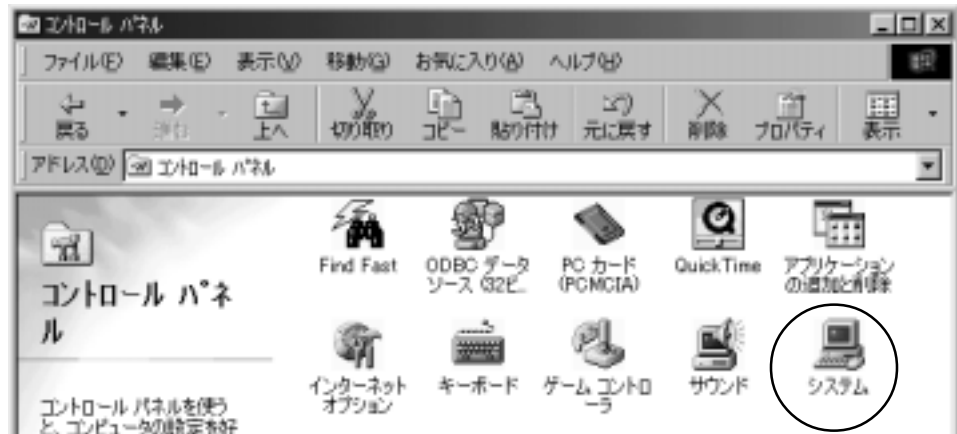 コントロール パネル
ファイル(F) 編集(E) 表示(V) 移動(G) お気に入り(A) ヘルプ(H)
戻る 進む 上へ 切り取り コピー 貼り付け 元に戻す 削除 プロパティ 表示
アドレス(D) コントロール パネル
コントロール パネ
ル
コントロール パネルを使う
と、コンピュータの設定を好
Find Fast
ODBC データ
ソース (32ビ...
PC カード
(PCMCIA)
QuickTime
アプリケーション
の追加と削除
インターネット
オプション
キーボード
ゲーム コントロ
ーラ
サウンド
システム